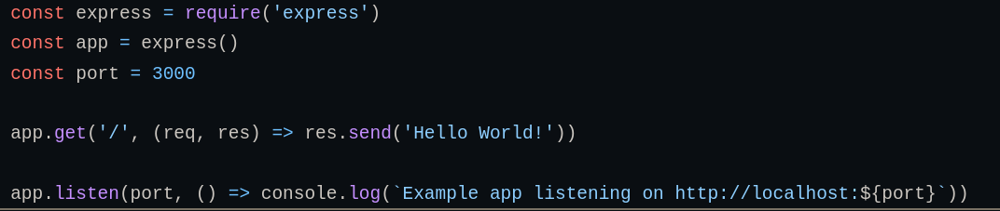 const express = require('express')
const app = express()
const port = 3000
app.get('/', (req, res) => res.send('Hello World!'))
app.listen(port, () => console.log(`Example app listening on http://localhost:${port}`))